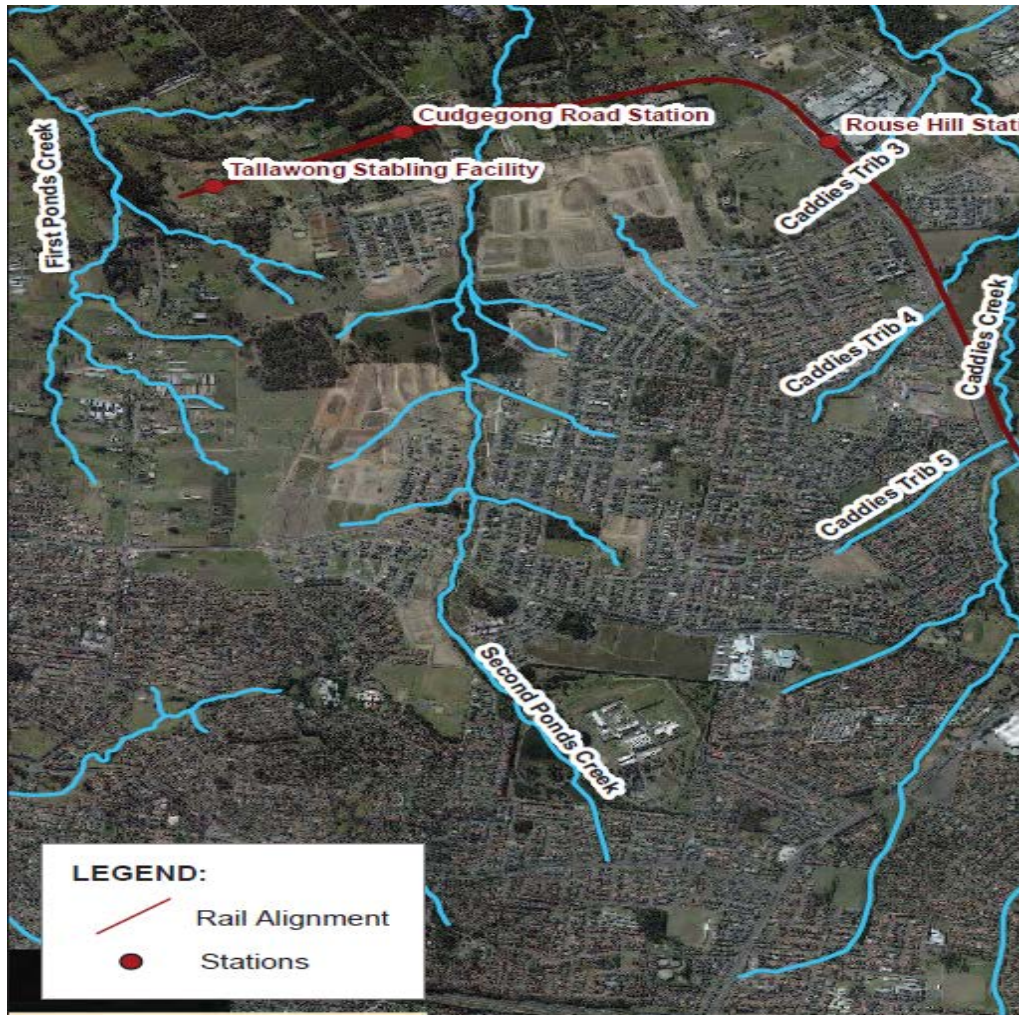 Cudgegong Road Station
Rouse Hill Stati
Tallawong Stabling Facility
First Ponds Creek
Caddies Trib 3
Caddies Trib 4
Caddies Creek
Caddies Trib 5
Second Ponds Creek
LEGEND:
Rail Alignment
Stations